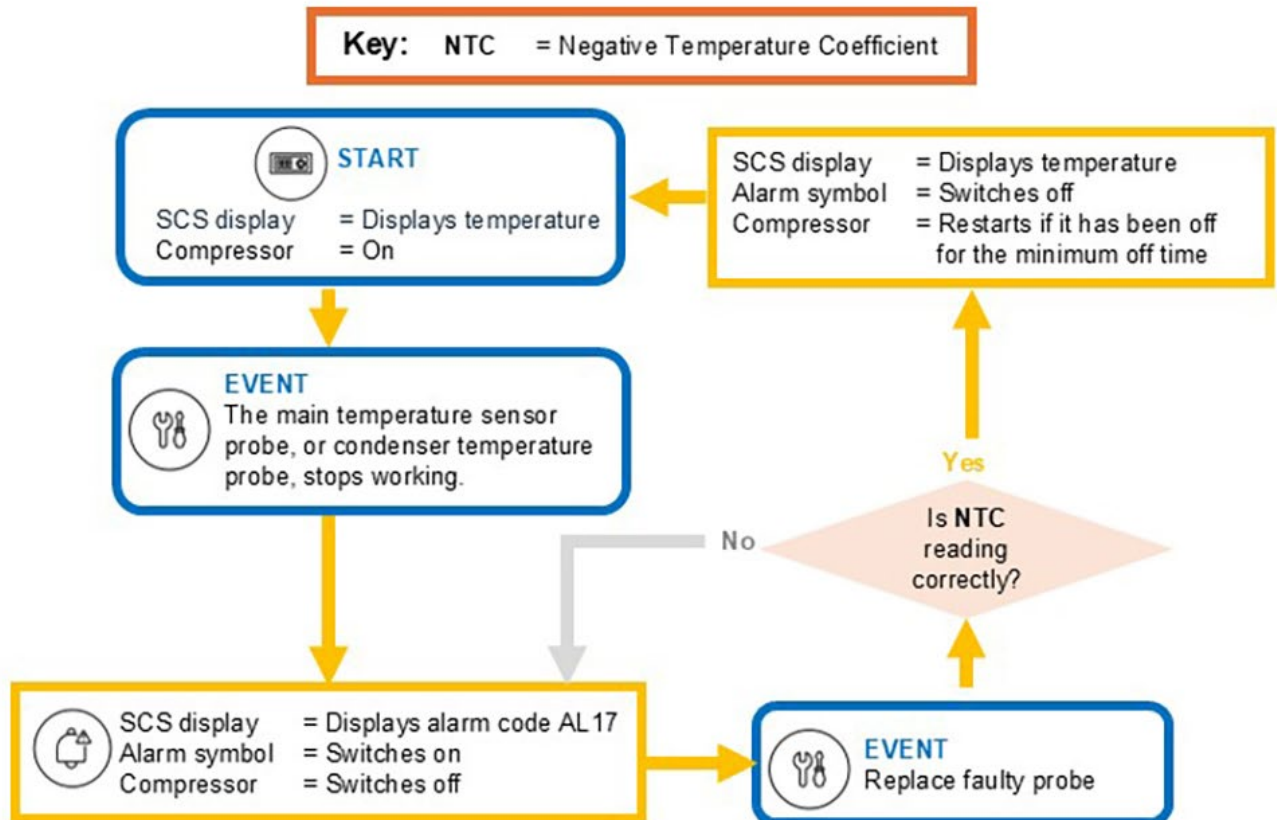 Key: NTC = Negative Temperature Coefficient
START
SCS display = Displays temperature
Compressor = On
EVENT
The main temperature sensor
probe, or condenser temperature
probe, stops working.
SCS display = Displays alarm code AL17
Alarm symbol = Switches on
Compressor = Switches off
EVENT
Replace faulty probe
Is NTC
reading
correctly?
No
Yes
SCS display = Displays temperature
Alarm symbol = Switches off
Compressor = Restarts if it has been off
for the minimum off time